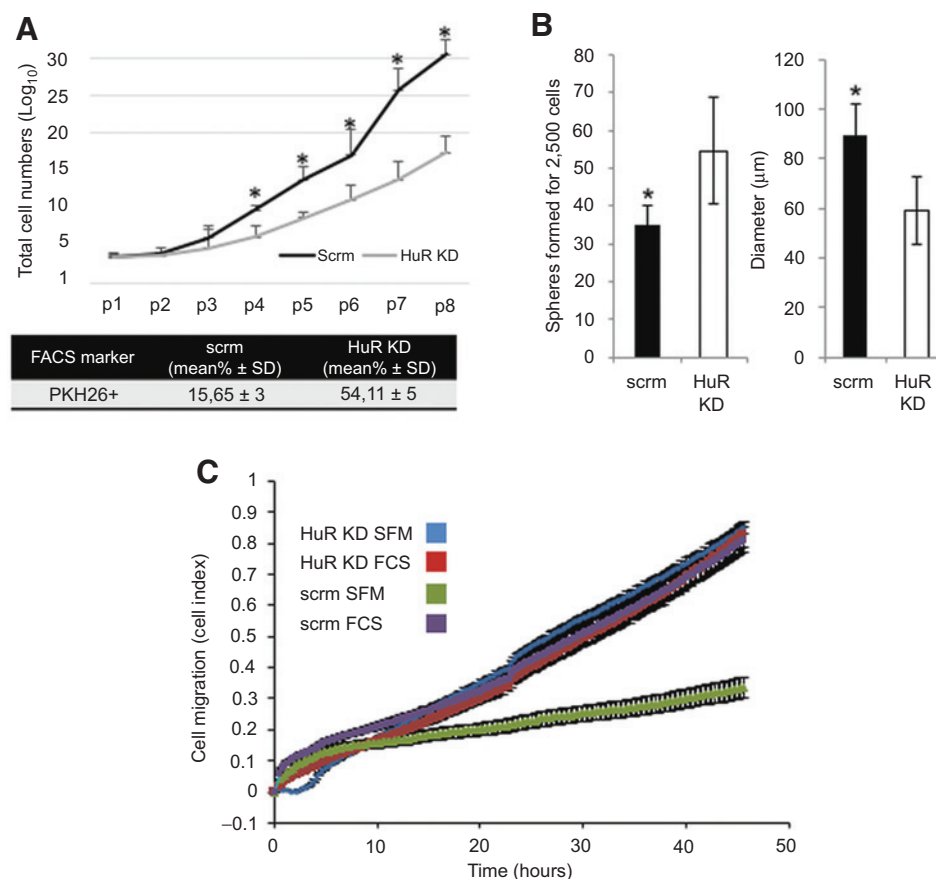 A
Total cell numbers (Log10)
30
25
20
15
10
5
1
*
*
*
*
*
Scrm
HuR KD
p1 p2 p3 p4 p5 p6 p7 p8
FACS marker
scrm
(mean% ± SD)
HuR KD
(mean% ± SD)
PKH26+ 15,65 ± 3 54,11 ± 5
B
Spheres formed for 2,500 cells
80
70
60
50
40
30
20
10
0
*
scrm
HuR
KD
Diameter (μm)
120
100
80
60
40
20
0
*
scrm
HuR
KD
C
Cell migration (cell index)
1
0.9
0.8
0.7
0.6
0.5
0.4
0.3
0.2
0.1
0
–0.1
HuR KD SFM
HuR KD FCS
scrm SFM
scrm FCS
0 10 20 30 40 50
Time (hours)